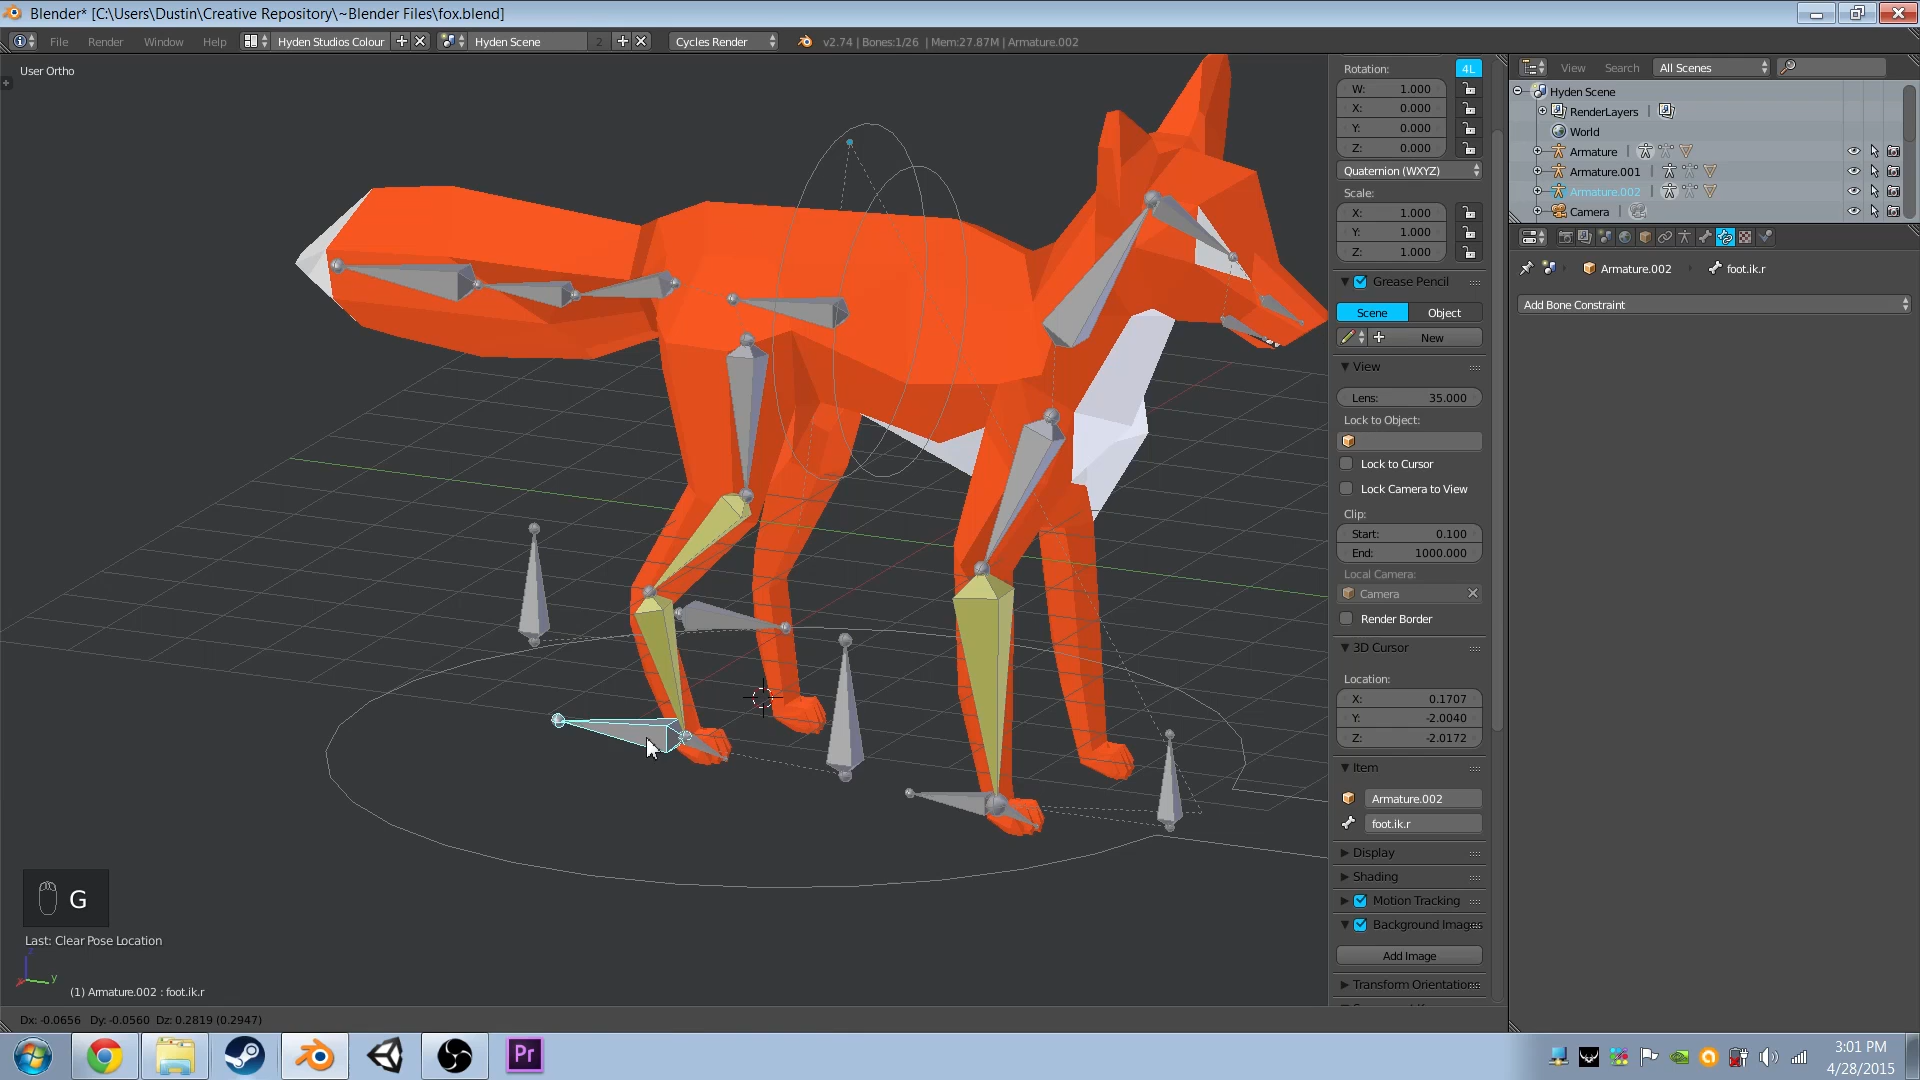 Blender* [C:\Users\Dustin\Creative Repository\~Blender Files\fox.blend]
File Render Window Help Hyden Studios Colour Hyden Scene 2 Cycles Render v2.74 | Bones:1/26 | Mem:27.87M | Armature.002
User Ortho
Rotation:
4L
W: 1.000
X: 0.000
Y: 0.000
Z: 0.000
Quaternion (WXYZ)
Scale:
X: 1.000
Y: 1.000
Z: 1.000
Grease Pencil
Scene Object
New
View
Lens: 35.000
Lock to Object:
Lock to Cursor
Lock Camera to View
Clip:
Start: 0.100
End: 1000.000
Local Camera:
Camera
Render Border
3D Cursor
Location:
X: 0.1707
Y: -2.0040
Z: -2.0172
Item
Armature.002
foot.ik.r
Display
Shading
Motion Tracking
Background Images
Add Image
Transform Orientations
View Search All Scenes
Hyden Scene
RenderLayers
World
Armature
Armature.001
Armature.002
Camera
Armature.002 foot.ik.r
Add Bone Constraint
G
Last: Clear Pose Location
z
y
(1) Armature.002 : foot.ik.r
Dx: -0.0656 Dy: -0.0560 Dz: 0.2819 (0.2947)
Pr
3:01 PM
4/28/2015